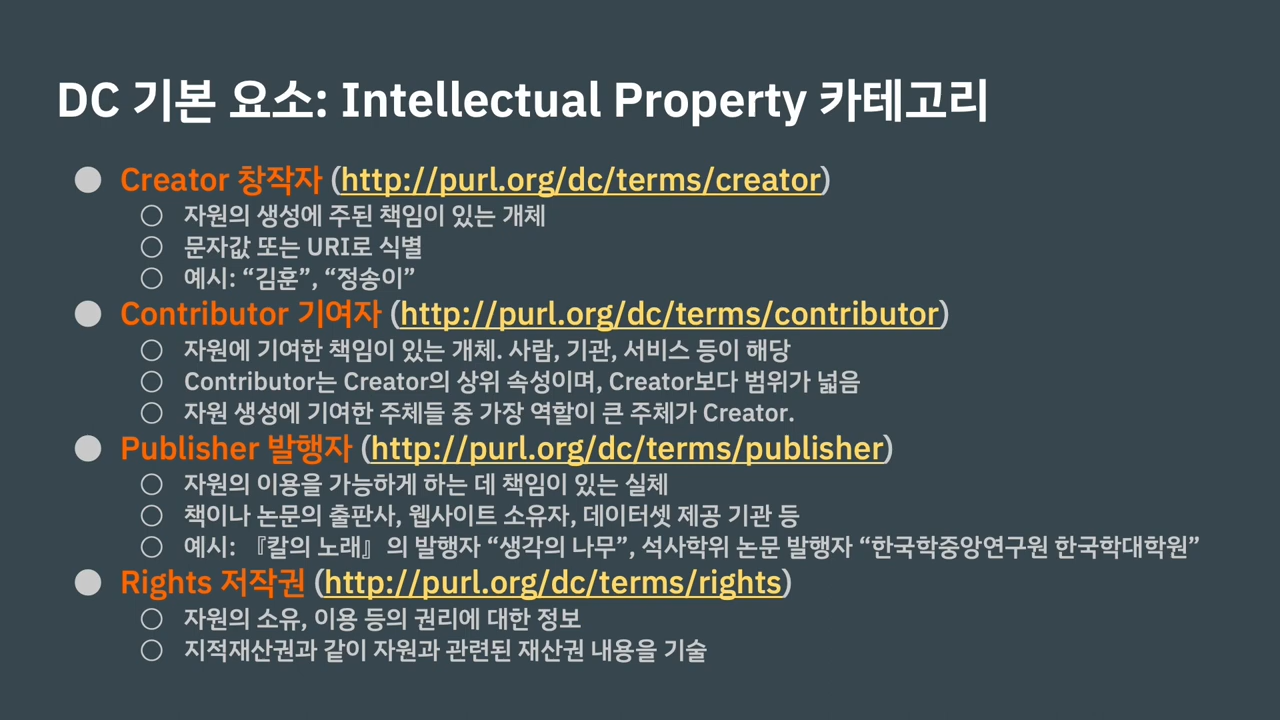 DC 기본 요소: Intellectual Property 카테고리
● Creator 창작자 (http://purl.org/dc/terms/creator)
○ 자원의 생성에 주된 책임이 있는 개체
○ 문자값 또는 URI로 식별
○ 예시: “김훈”, “정송이”
● Contributor 기여자 (http://purl.org/dc/terms/contributor)
○ 자원에 기여한 책임이 있는 개체. 사람, 기관, 서비스 등이 해당
○ Contributor는 Creator의 상위 속성이며, Creator보다 범위가 넓음
○ 자원 생성에 기여한 주체들 중 가장 역할이 큰 주체가 Creator.
● Publisher 발행자 (http://purl.org/dc/terms/publisher)
○ 자원의 이용을 가능하게 하는 데 책임이 있는 실체
○ 책이나 논문의 출판사, 웹사이트 소유자, 데이터셋 제공 기관 등
○ 예시: 『칼의 노래』의 발행자 “생각의 나무”, 석사학위 논문 발행자 “한국학중앙연구원 한국학대학원”
● Rights 저작권 (http://purl.org/dc/terms/rights)
○ 자원의 소유, 이용 등의 권리에 대한 정보
○ 지적재산권과 같이 자원과 관련된 재산권 내용을 기술